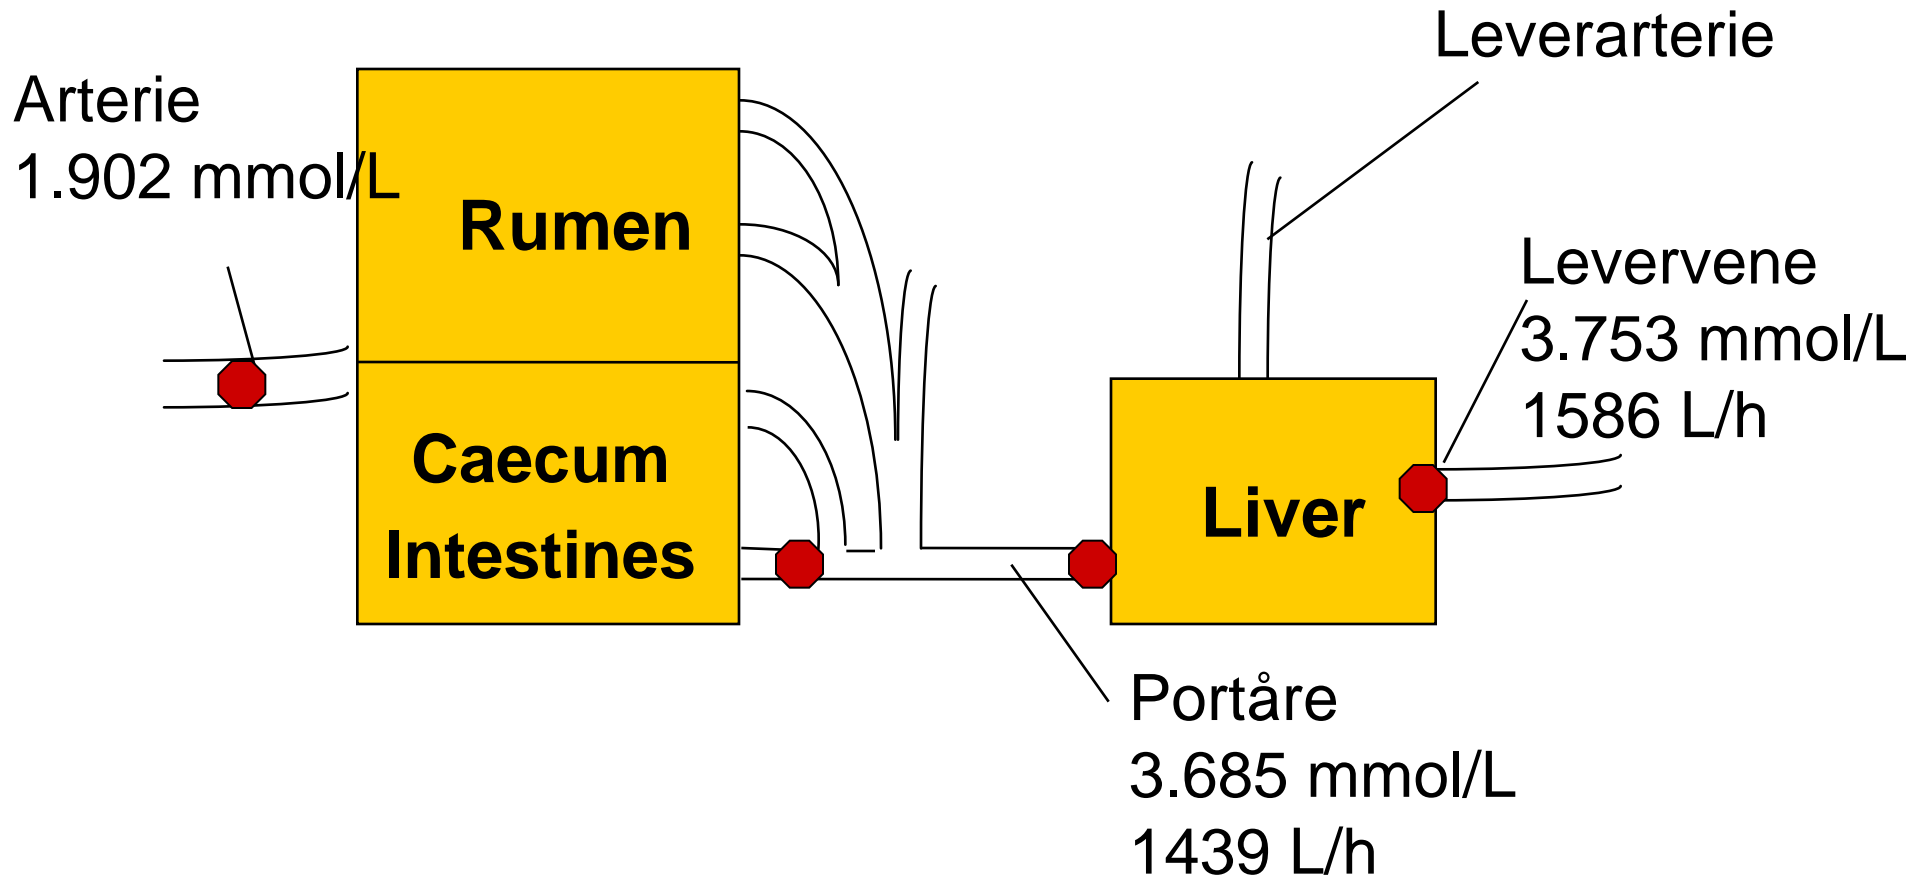 Leverarterie
Arterie
1.902 mmol/L
Rumen
Levervene
3.753 mmol/L
1586 L/h
Caecum
Intestines
Liver
Portåre
3.685 mmol/L
1439 L/h